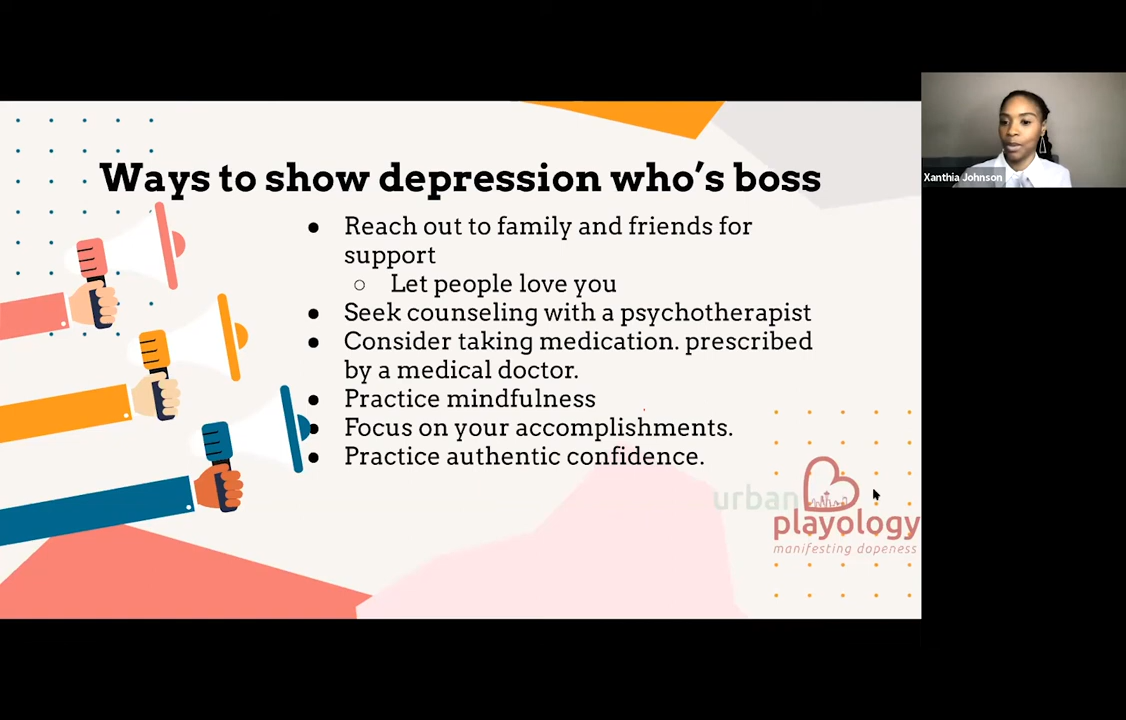 Ways to show depression who's boss
● Reach out to family and friends for
support
○ Let people love you
● Seek counseling with a psychotherapist
● Consider taking medication. prescribed
by a medical doctor.
● Practice mindfulness
● Focus on your accomplishments.
● Practice authentic confidence.
urban
playology
manifesting dopeness
Xanthia Johnson